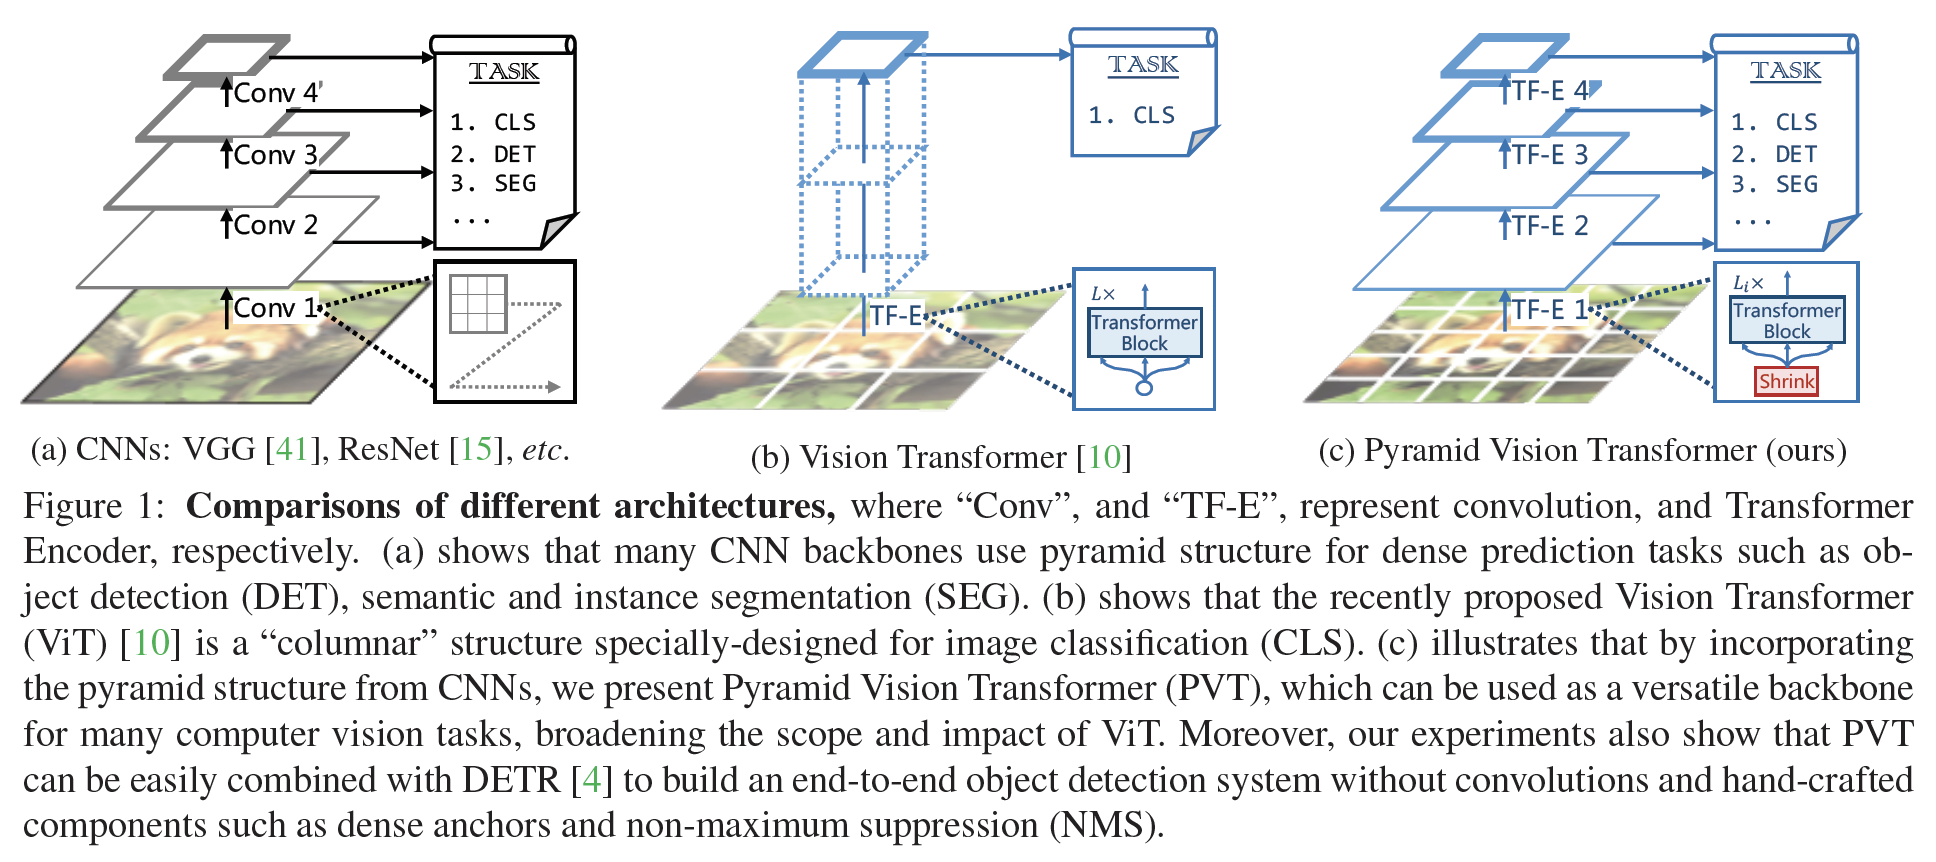 TASK
1. CLS
2. DET
3. SEG
...
Conv 4
Conv 3
Conv 2
Conv 1
(a) CNNs: VGG [41], ResNet [15], etc.
TASK
1. CLS
TF-E
L×
Transformer
Block
(b) Vision Transformer [10]
TASK
1. CLS
2. DET
3. SEG
...
TF-E 4
TF-E 3
TF-E 2
TF-E 1
Li×
Transformer
Block
Shrink
(c) Pyramid Vision Transformer (ours)
Figure 1: Comparisons of different architectures, where “Conv”, and “TF-E”, represent convolution, and Transformer
Encoder, respectively. (a) shows that many CNN backbones use pyramid structure for dense prediction tasks such as ob-
ject detection (DET), semantic and instance segmentation (SEG). (b) shows that the recently proposed Vision Transformer
(ViT) [10] is a “columnar” structure specially-designed for image classification (CLS). (c) illustrates that by incorporating
the pyramid structure from CNNs, we present Pyramid Vision Transformer (PVT), which can be used as a versatile backbone
for many computer vision tasks, broadening the scope and impact of ViT. Moreover, our experiments also show that PVT
can be easily combined with DETR [4] to build an end-to-end object detection system without convolutions and hand-crafted
components such as dense anchors and non-maximum suppression (NMS).